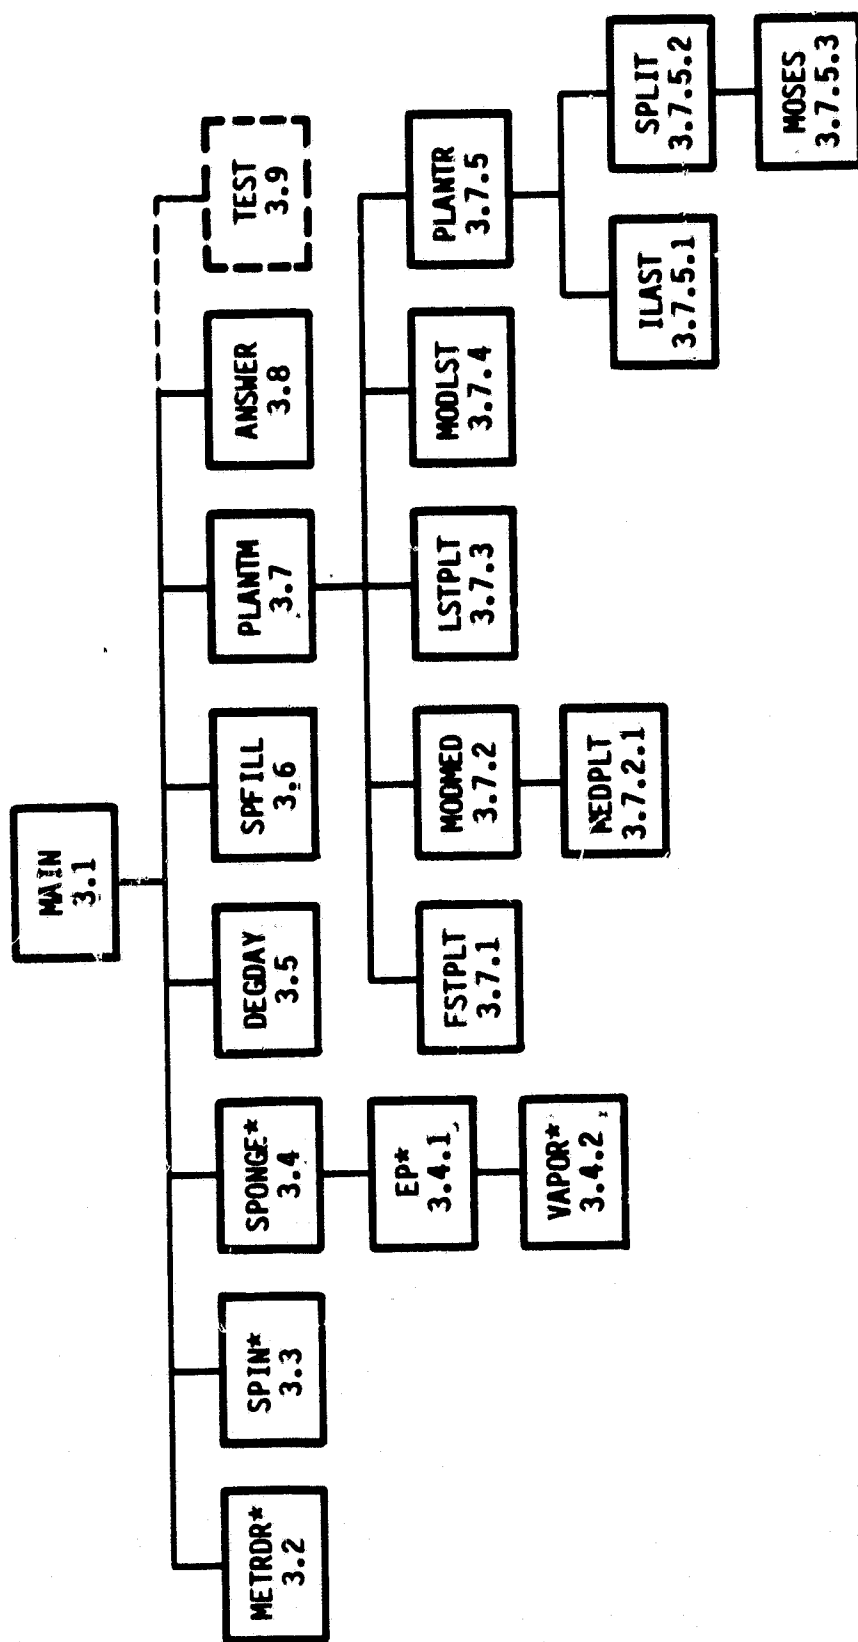 MAIN
3.1
METRDR*
3.2
SPIN*
3.3
SPONGE*
3.4
DEGDAY
3.5
SPFILL
3.6
PLANTM
3.7
ANSWER
3.8
TEST
3.9
EP*
3.4.1
VAPOR*
3.4.2
FSTPLT
3.7.1
MODMED
3.7.2
LSTPLT
3.7.3
MODLST
3.7.4
PLANTR
3.7.5
MEDPLT
3.7.2.1
ILAST
3.7.5.1
SPLIT
3.7.5.2
MOSES
3.7.5.3